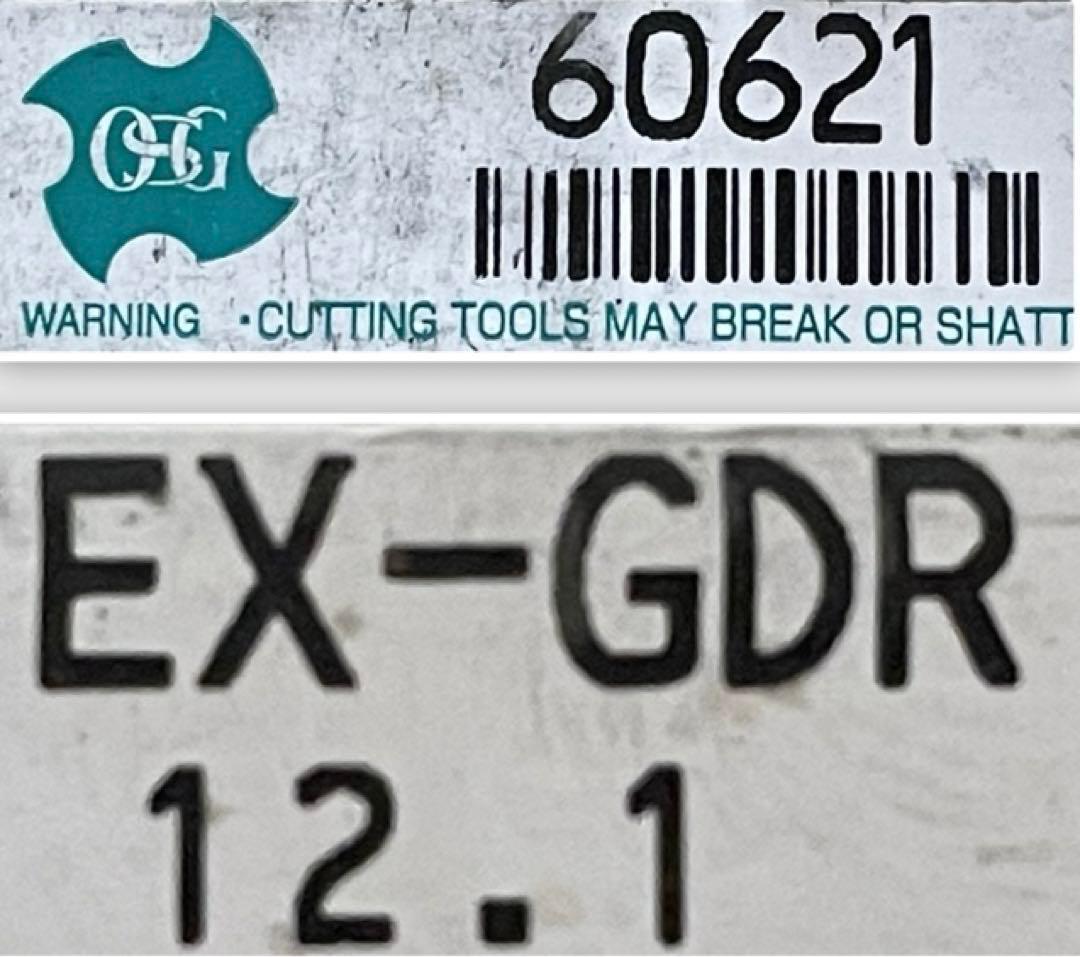 60621
OSG
WARNING ・CUTTING TOOLS MAY BREAK OR SHATT
EX-GDR
12.1